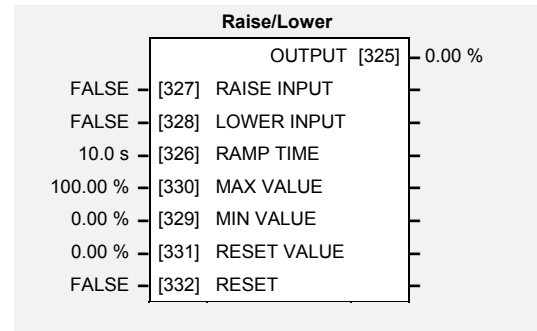 Raise/Lower
OUTPUT [325] – 0.00 %
FALSE – [327] RAISE INPUT –
FALSE – [328] LOWER INPUT –
10.0 s – [326] RAMP TIME –
100.00 % – [330] MAX VALUE –
0.00 % – [329] MIN VALUE –
0.00 % – [331] RESET VALUE –
FALSE – [332] RESET –